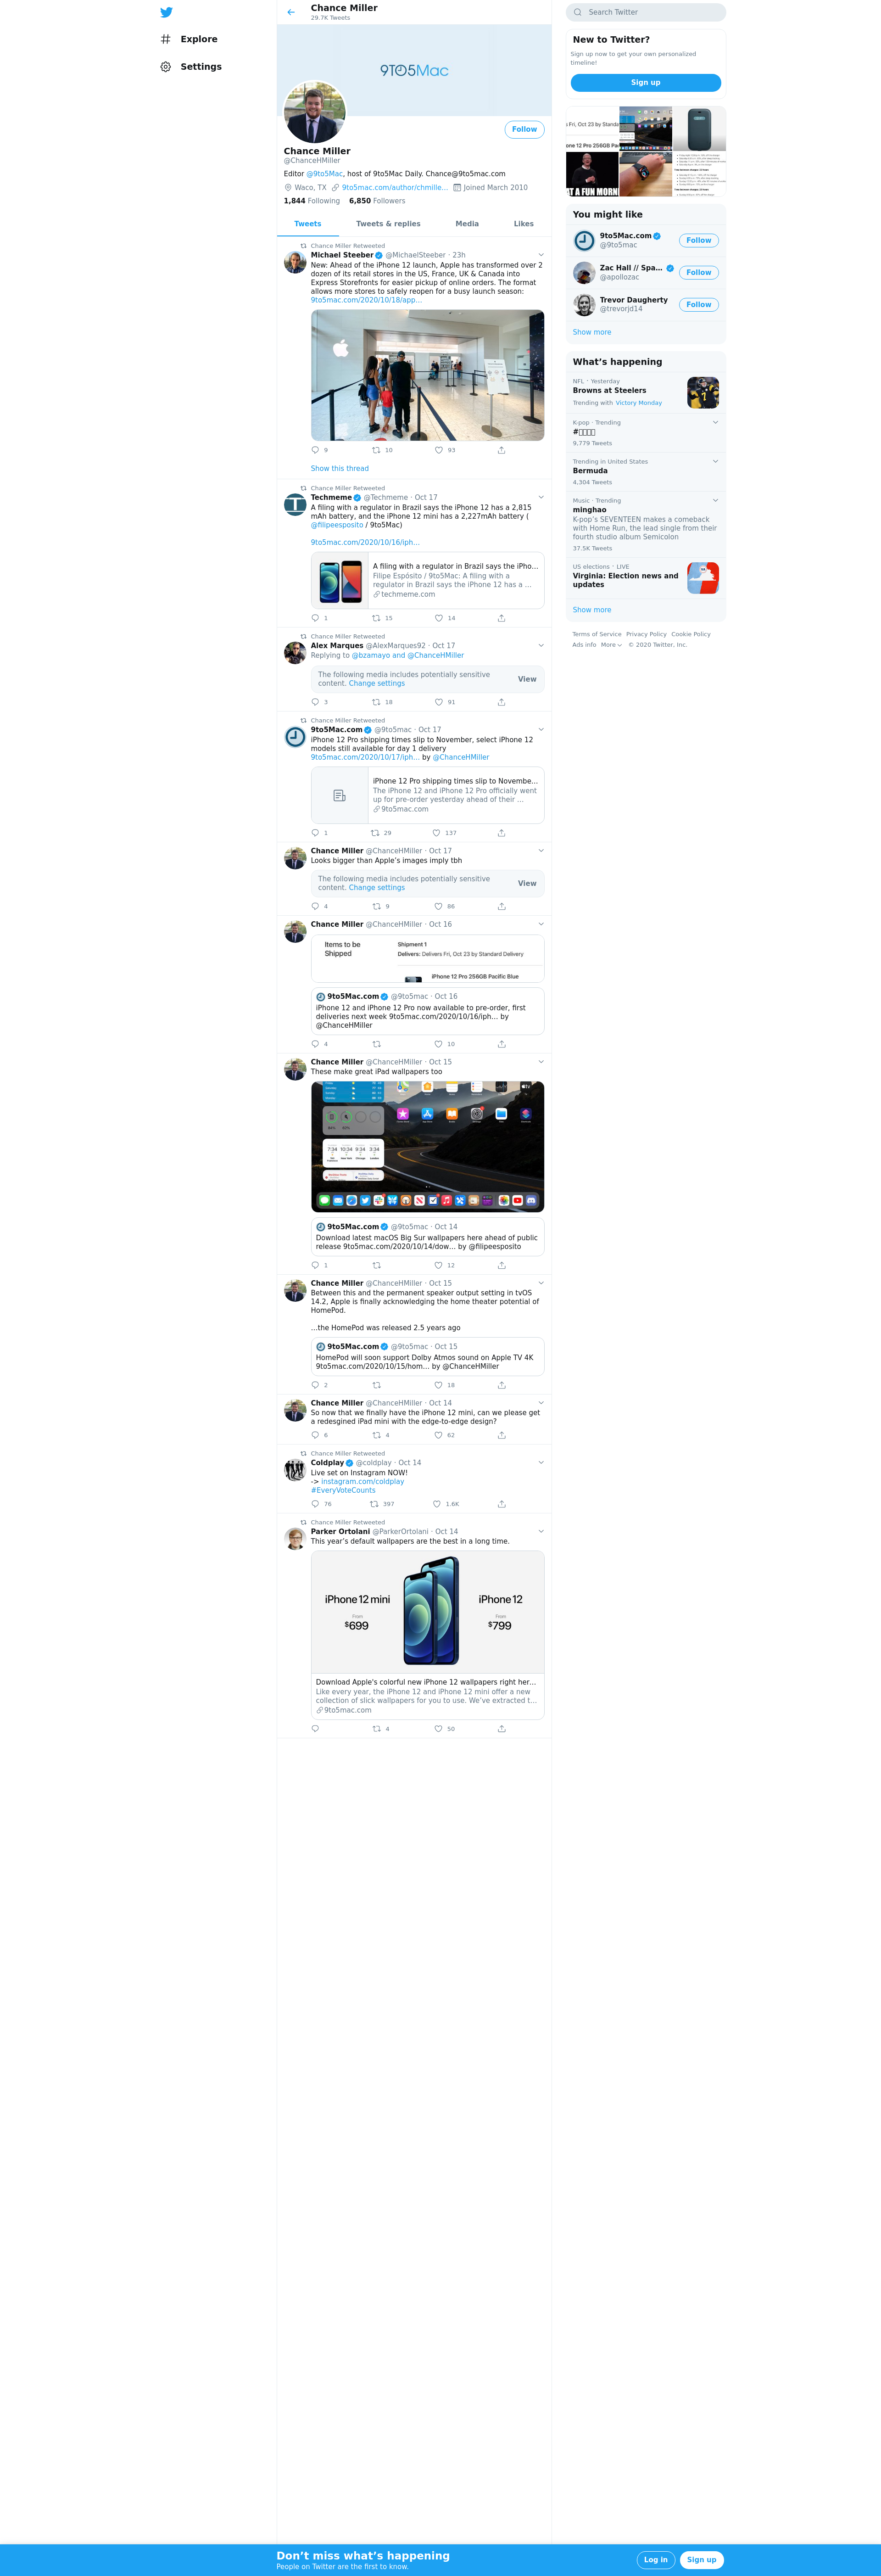 Explore
Settings
Chance Miller
29.7K Tweets
9TO5Mac
Follow
Chance Miller
@ChanceHMiller
Editor @9to5Mac, host of 9to5Mac Daily. Chance@9to5mac.com
Waco, TX 9to5mac.com/author/chmille… Joined March 2010
1,844 Following 6,850 Followers
Tweets Tweets & replies Media Likes
Chance Miller Retweeted
Michael Steeber @MichaelSteeber · 23h
New: Ahead of the iPhone 12 launch, Apple has transformed over 2
dozen of its retail stores in the US, France, UK & Canada into
Express Storefronts for easier pickup of online orders. The format
allows more stores to safely reopen for a busy launch season:
9to5mac.com/2020/10/18/app…
9 10 93
Show this thread
Chance Miller Retweeted
Techmeme @Techmeme · Oct 17
A filing with a regulator in Brazil says the iPhone 12 has a 2,815
mAh battery, and the iPhone 12 mini has a 2,227mAh battery (
@filipeesposito / 9to5Mac)
9to5mac.com/2020/10/16/iph…
A filing with a regulator in Brazil says the iPho…
Filipe Espósito / 9to5Mac: A filing with a
regulator in Brazil says the iPhone 12 has a …
techmeme.com
1 15 14
Chance Miller Retweeted
Alex Marques @AlexMarques92 · Oct 17
Replying to @bzamayo and @ChanceHMiller
The following media includes potentially sensitive
content. Change settings
View
3 18 91
Chance Miller Retweeted
9to5Mac.com @9to5mac · Oct 17
iPhone 12 Pro shipping times slip to November, select iPhone 12
models still available for day 1 delivery
9to5mac.com/2020/10/17/iph… by @ChanceHMiller
iPhone 12 Pro shipping times slip to Novembe…
The iPhone 12 and iPhone 12 Pro officially went
up for pre-order yesterday ahead of their …
9to5mac.com
1 29 137
Chance Miller @ChanceHMiller · Oct 17
Looks bigger than Apple’s images imply tbh
The following media includes potentially sensitive
content. Change settings
View
4 9 86
Chance Miller @ChanceHMiller · Oct 16
Items to be
Shipped
Shipment 1
Delivers: Delivers Fri, Oct 23 by Standard Delivery
iPhone 12 Pro 256GB Pacific Blue
9to5Mac.com @9to5mac · Oct 16
iPhone 12 and iPhone 12 Pro now available to pre-order, first
deliveries next week 9to5mac.com/2020/10/16/iph… by
@ChanceHMiller
4 10
Chance Miller @ChanceHMiller · Oct 15
These make great iPad wallpapers too
7:34 10:34 9:34 3:34
9to5Mac.com @9to5mac · Oct 14
Download latest macOS Big Sur wallpapers here ahead of public
release 9to5mac.com/2020/10/14/dow… by @filipeesposito
1 12
Chance Miller @ChanceHMiller · Oct 15
Between this and the permanent speaker output setting in tvOS
14.2, Apple is finally acknowledging the home theater potential of
HomePod.
…the HomePod was released 2.5 years ago
9to5Mac.com @9to5mac · Oct 15
HomePod will soon support Dolby Atmos sound on Apple TV 4K
9to5mac.com/2020/10/15/hom… by @ChanceHMiller
2 18
Chance Miller @ChanceHMiller · Oct 14
So now that we finally have the iPhone 12 mini, can we please get
a redesgined iPad mini with the edge-to-edge design?
6 4 62
Chance Miller Retweeted
Coldplay @coldplay · Oct 14
Live set on Instagram NOW!
-> instagram.com/coldplay
#EveryVoteCounts
76 397 1.6K
Chance Miller Retweeted
Parker Ortolani @ParkerOrtolani · Oct 14
This year’s default wallpapers are the best in a long time.
iPhone 12 mini
From
$699
iPhone 12
From
$799
Download Apple's colorful new iPhone 12 wallpapers right her…
Like every year, the iPhone 12 and iPhone 12 mini offer a new
collection of slick wallpapers for you to use. We’ve extracted t…
9to5mac.com
4 50
Search Twitter
New to Twitter?
Sign up now to get your own personalized
timeline!
Sign up
Fri, Oct 23 by Standa
one 12 Pro 256GB Pa
AT A FUN MORN
You might like
9to5Mac.com
@9to5mac
Follow
Zac Hall // Spa…
@apollozac
Follow
Trevor Daugherty
@trevorjd14
Follow
Show more
What’s happening
NFL · Yesterday
Browns at Steelers
Trending with Victory Monday
K-pop · Trending
#
9,779 Tweets
Trending in United States
Bermuda
4,304 Tweets
Music · Trending
minghao
K-pop’s SEVENTEEN makes a comeback
with Home Run, the lead single from their
fourth studio album Semicolon
37.5K Tweets
US elections · LIVE
Virginia: Election news and
updates
Show more
Terms of Service Privacy Policy Cookie Policy
Ads info More © 2020 Twitter, Inc.
Don’t miss what’s happening
People on Twitter are the first to know.
Log in
Sign up